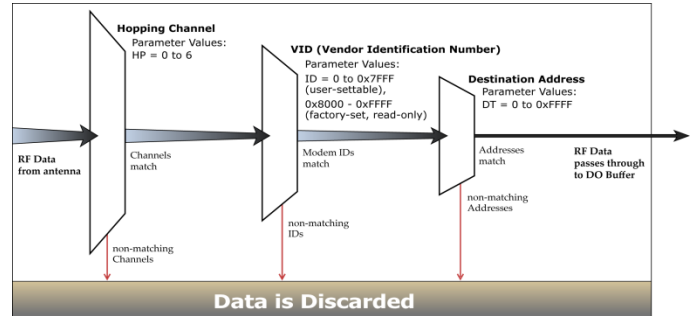 Hopping Channel
Parameter Values:
HP = 0 to 6
VID (Vendor Identification Number)
Parameter Values:
ID = 0 to 0x7FFF
(user-settable),
0x8000 - 0xFFFF
(factory-set, read-only)
Destination Address
Parameter Values:
DT = 0 to 0xFFFF
RF Data
from antenna
Channels
match
Modem IDs
match
Addresses
match
RF Data
passes through
to DO Buffer
non-matching
Channels
non-matching
IDs
non-matching
Addresses
Data is Discarded